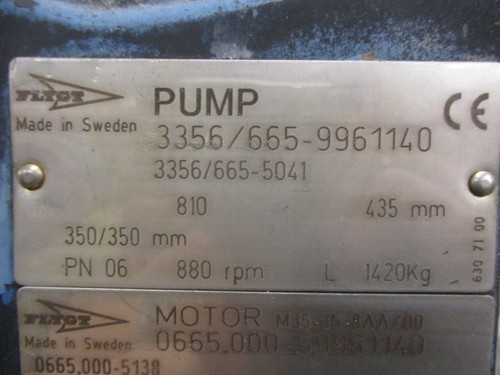 FLYGT PUMP
Made in Sweden
3356/665-9961140
3356/665-5041
810 435 mm
350/350 mm
PN 06 880 rpm L 1420Kg
630 71 00
FLYGT MOTOR
Made in Sweden 0665.000 9961140
0665.000-5138